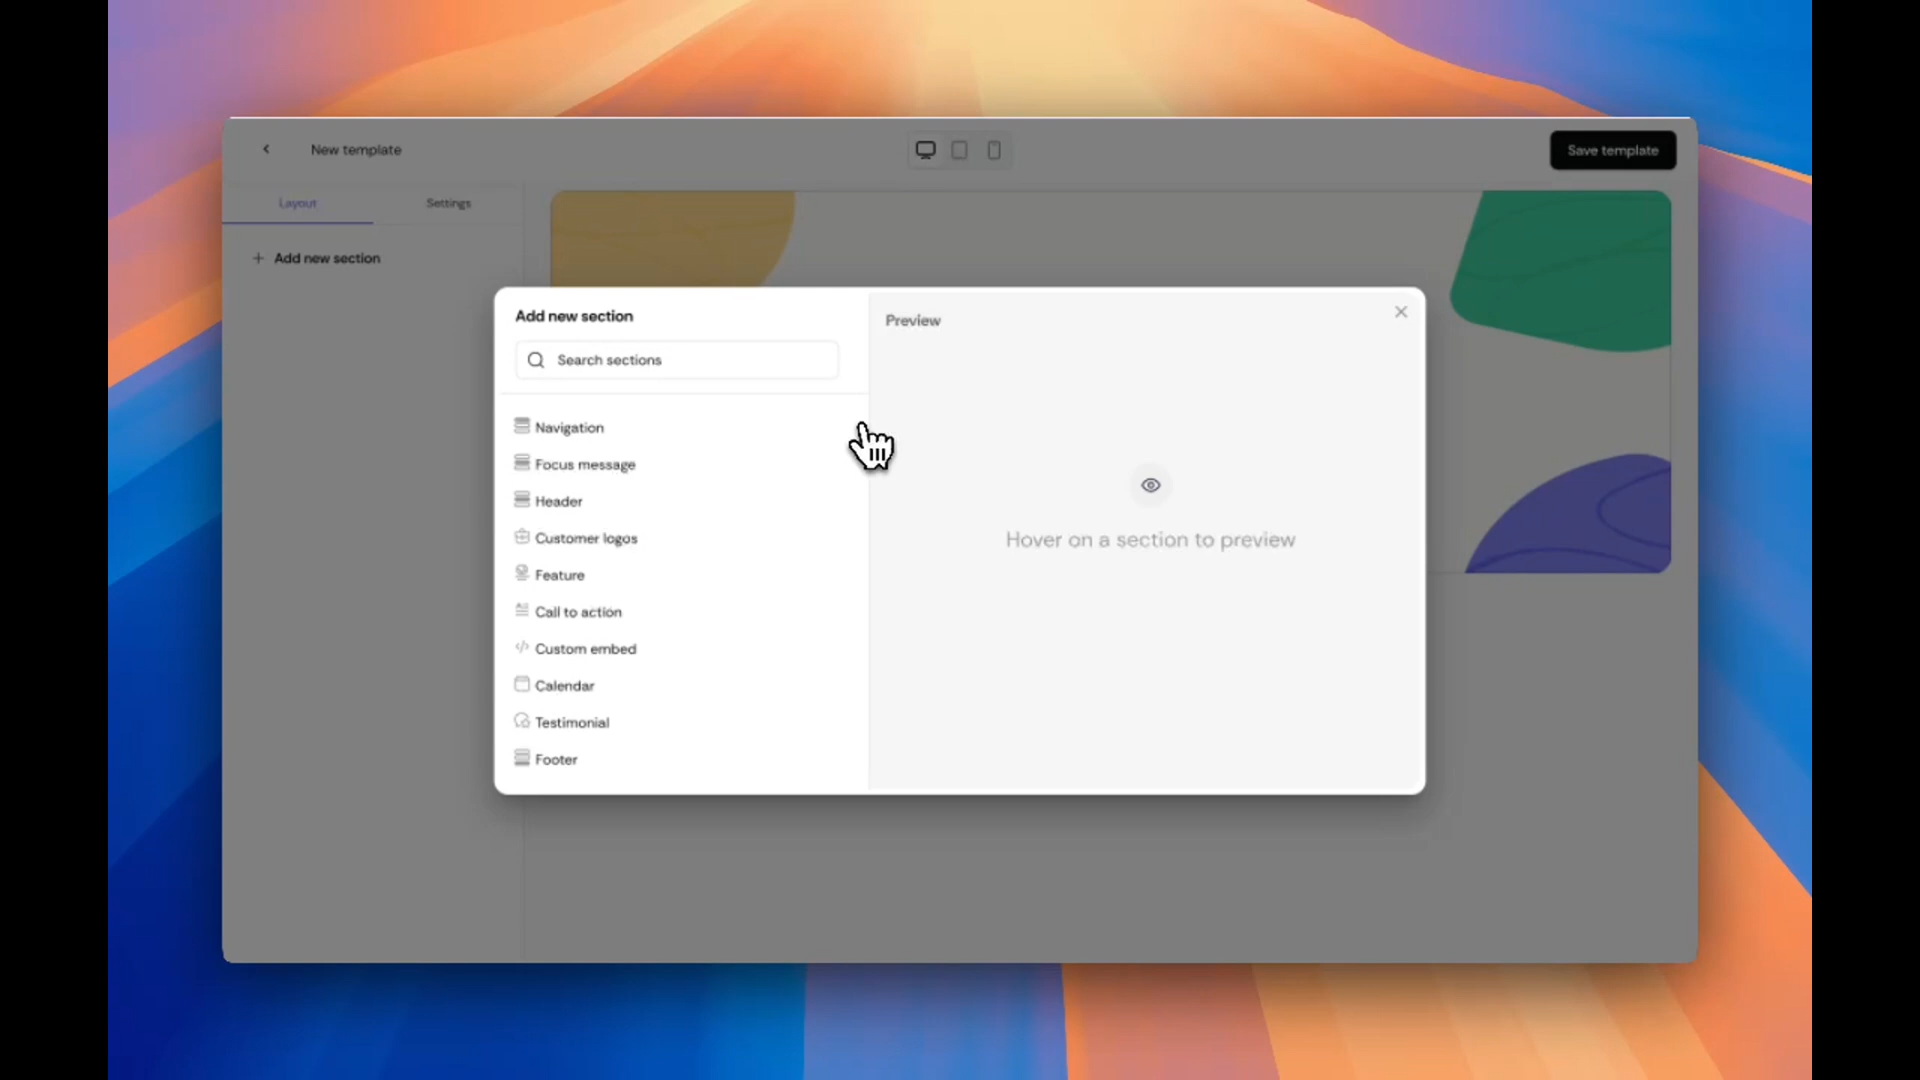 New template
Save template
Layout
Settings
Add new section
Add new section
Search sections
Navigation
Focus message
Header
Customer logos
Feature
Call to action
Custom embed
Calendar
Testimonial
Footer
Preview
Hover on a section to preview